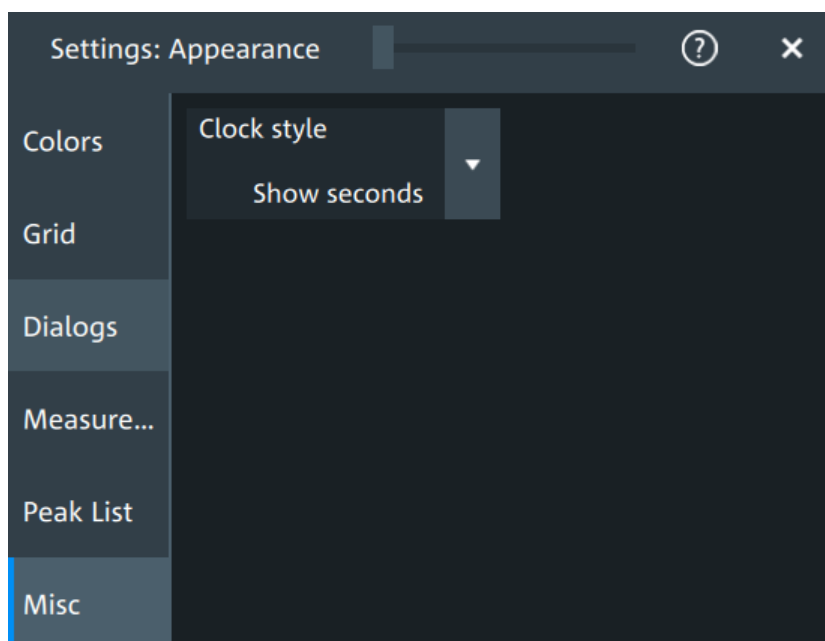 Settings: Appearance
Colors
Grid
Dialogs
Measure...
Peak List
Misc
Clock style
Show seconds